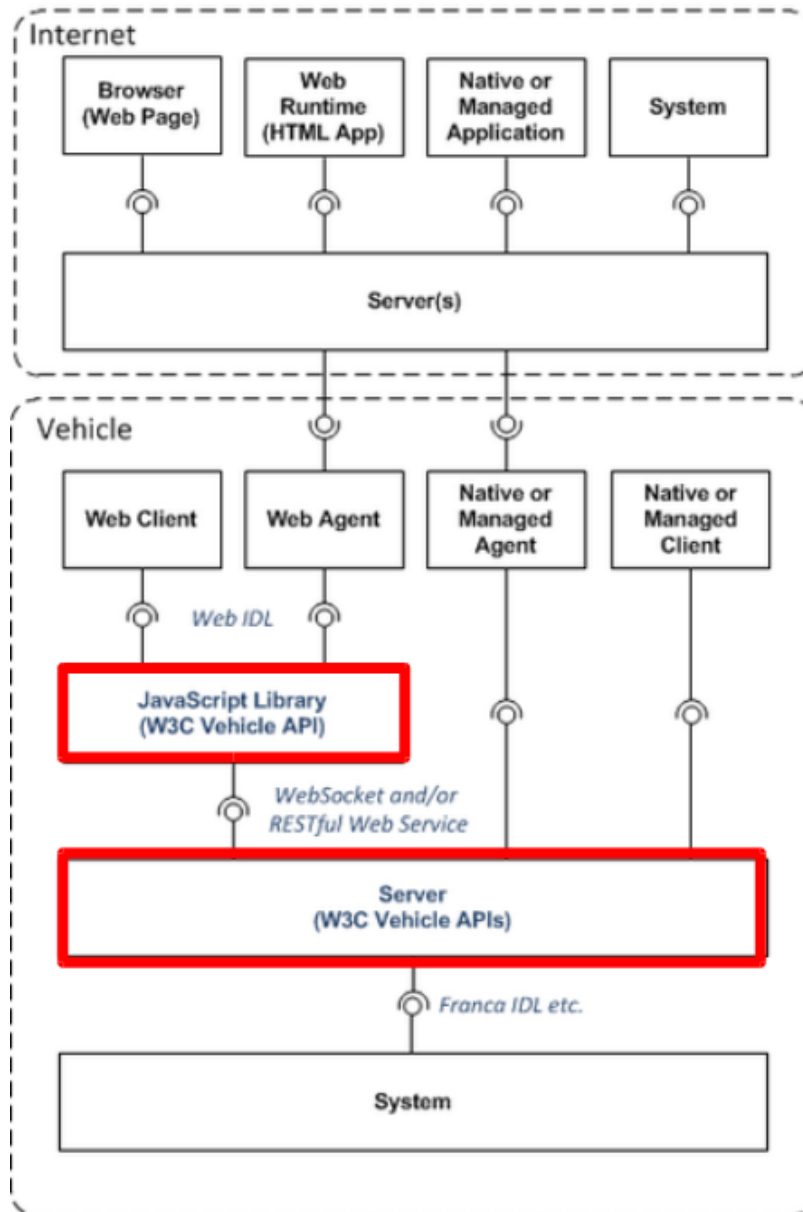 Internet
Browser
(Web Page)
Web
Runtime
(HTML App)
Native or
Managed
Application
System
Server(s)
Vehicle
Web Client
Web Agent
Native or
Managed
Agent
Native or
Managed
Client
Web IDL
JavaScript Library
(W3C Vehicle API)
WebSocket and/or
RESTful Web Service
Server
(W3C Vehicle APIs)
Franca IDL etc.
System